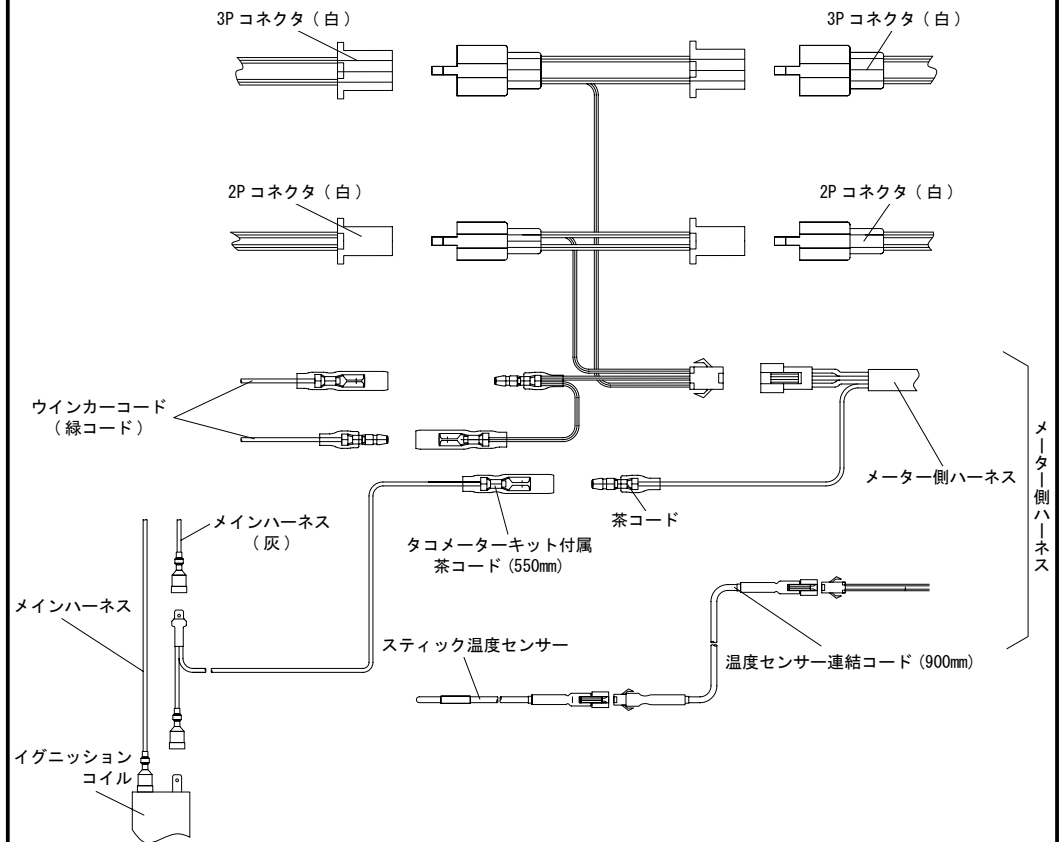 3P コネクタ ( 白 )
3P コネクタ ( 白 )
2P コネクタ ( 白 )
2P コネクタ ( 白 )
ウインカーコード
( 緑コード )
メーター側ハーネス
メーター側ハーネス
茶コード
タコメーターキット付属
茶コード (550mm)
メインハーネス
( 灰 )
メインハーネス
スティック温度センサー
温度センサー連結コード (900mm)
イグニッション
コイル